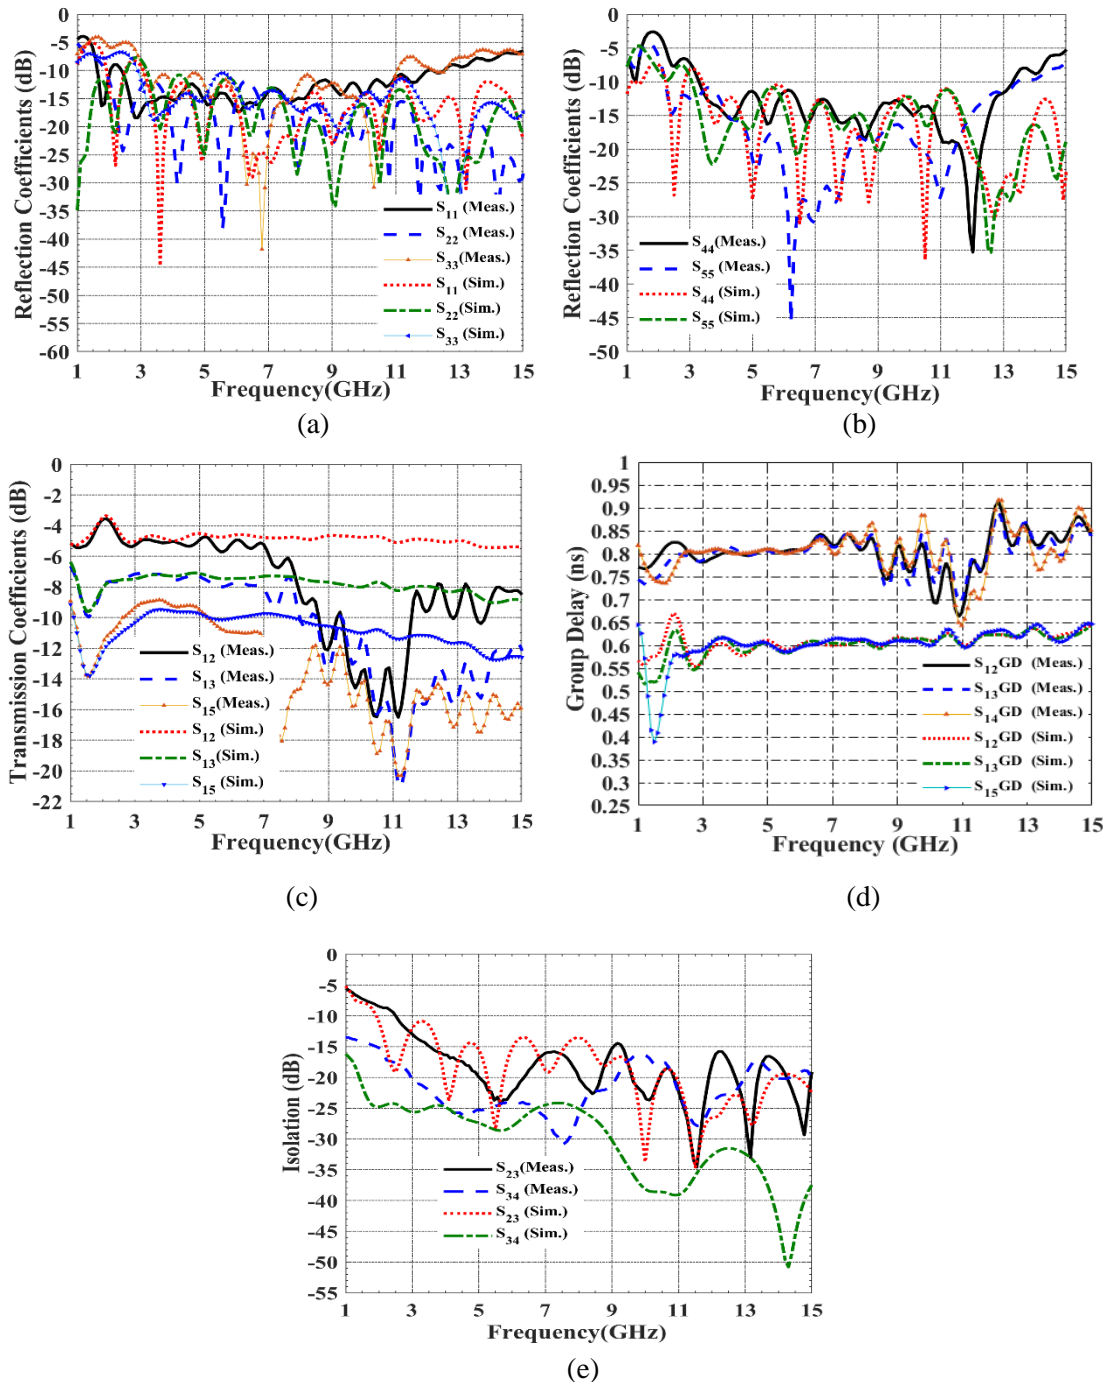 0
-5
-10
-15
-20
-25
-30
-35
-40
-45
-50
-55
-60
Reflection Coefficients (dB)
S11 (Meas.)
S22 (Meas.)
S33(Meas.)
S11 (Sim.)
S22(Sim.)
S33 (Sim.)
1 3 5 7 9 11 13 15
Frequency(GHz)
(a)
0
-5
-10
-15
-20
-25
-30
-35
-40
-45
-50
Reflection Coefficients (dB)
S44(Meas.)
S55(Meas.)
S44(Sim.)
S55(Sim.)
1 3 5 7 9 11 13 15
Frequency(GHz)
(b)
0
-2
-4
-6
-8
-10
-12
-14
-16
-18
-20
-22
Transmission Coefficients (dB)
S12 (Meas.)
S13 (Meas.)
S15(Meas.)
S12 (Sim.)
S13(Sim.)
S15 (Sim.)
1 3 5 7 9 11 13 15
Frequency(GHz)
(c)
1
0.95
0.9
0.85
0.8
0.75
0.7
0.65
0.6
0.55
0.5
0.45
0.4
0.35
0.3
0.25
Group Delay (ns)
S12GD (Meas.)
S13GD (Meas.)
S14GD (Meas.)
S12GD (Sim.)
S13GD (Sim.)
S15GD (Sim.)
1 3 5 7 9 11 13 15
Frequency (GHz)
(d)
0
-5
-10
-15
-20
-25
-30
-35
-40
-45
-50
-55
Isolation (dB)
S23(Meas.)
S34 (Meas.)
S23 (Sim.)
S34 (Sim.)
1 3 5 7 9 11 13 15
Frequency(GHz)
(e)